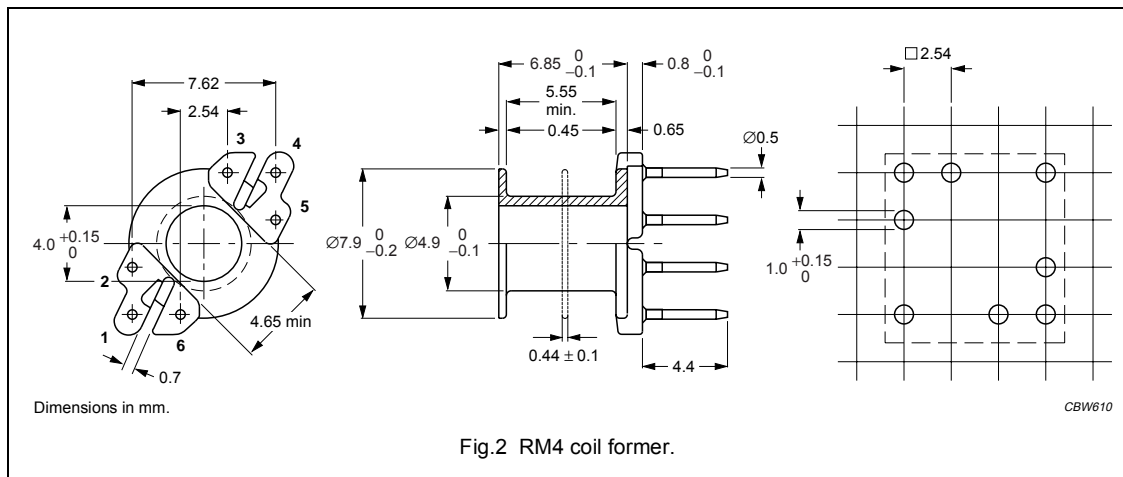 7.62
2.54
3
4
5
4.0 +0.15 0
2
1
6
0.7
4.65 min
6.85 0 −0.1
0.8 0 −0.1
5.55
min.
0.45
0.65
Ø0.5
Ø7.9 0 −0.2
Ø4.9 0 −0.1
0.44 ± 0.1
4.4
□ 2.54
1.0 +0.15 0
Dimensions in mm.
CBW610
Fig.2 RM4 coil former.